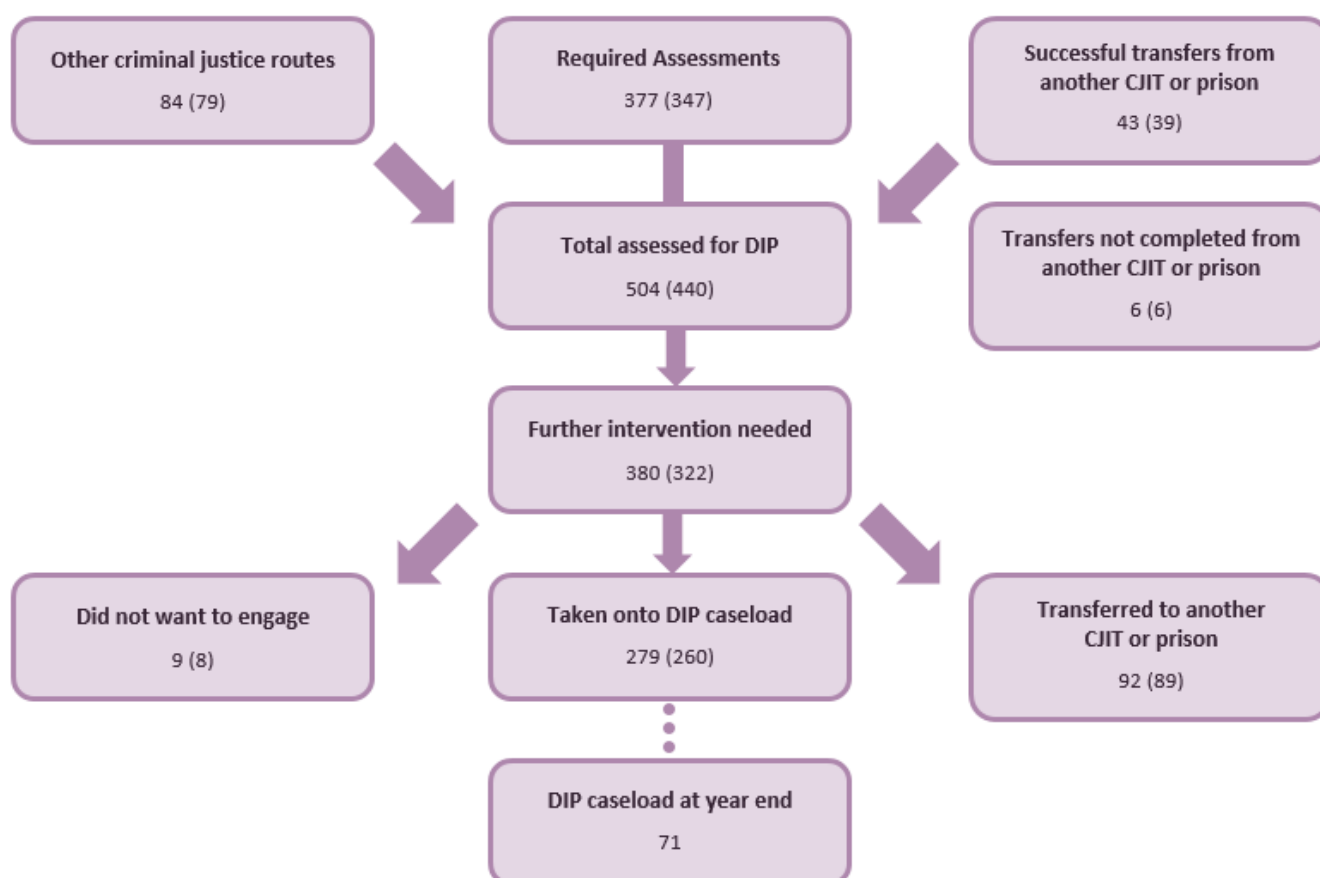 Other criminal justice routes
84 (79)
Required Assessments
377 (347)
Successful transfers from
another CJIT or prison
43 (39)
Total assessed for DIP
504 (440)
Transfers not completed from
another CJIT or prison
6 (6)
Further intervention needed
380 (322)
Did not want to engage
9 (8)
Taken onto DIP caseload
279 (260)
Transferred to another
CJIT or prison
92 (89)
DIP caseload at year end
71